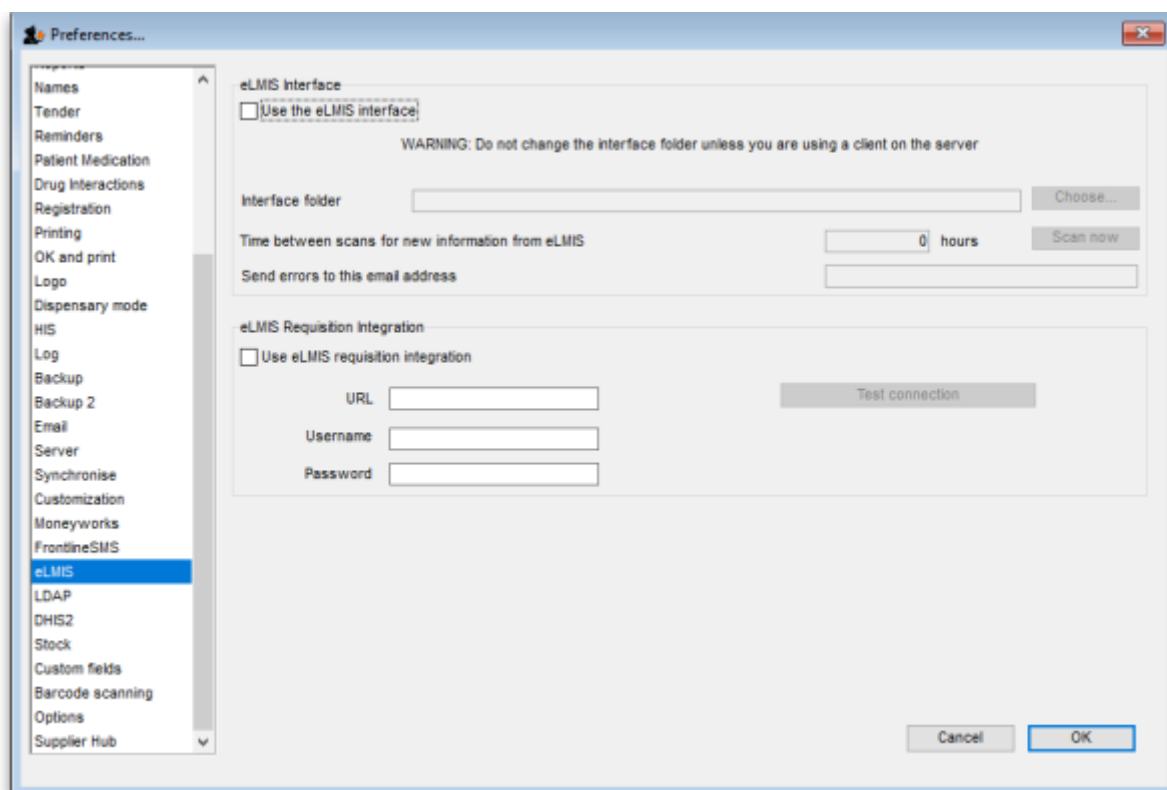 Preferences...
Names
Tender
Reminders
Patient Medication
Drug Interactions
Registration
Printing
OK and print
Logo
Dispensary mode
HIS
Log
Backup
Backup 2
Email
Server
Synchronise
Customization
Moneyworks
FrontlineSMS
eLMIS
LDAP
DHIS2
Stock
Custom fields
Barcode scanning
Options
Supplier Hub
eLMIS Interface
Use the eLMIS interface
WARNING: Do not change the interface folder unless you are using a client on the server
Interface folder Choose...
Time between scans for new information from eLMIS 0 hours Scan now
Send errors to this email address
eLMIS Requisition Integration
Use eLMIS requisition integration
URL Test connection
Username
Password
Cancel OK